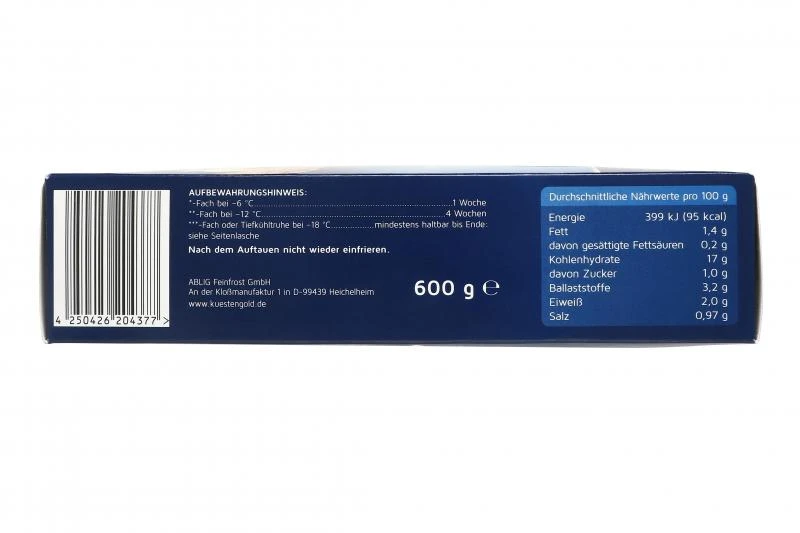 AUFBEWAHRUNGSHINWEIS:
*-Fach bei –6 °C............................................................1 Woche
**-Fach bei –12 °C.......................................................4 Wochen
***-Fach oder Tiefkühltruhe bei –18 °C..............mindestens haltbar bis Ende:
siehe Seitenlasche
Nach dem Auftauen nicht wieder einfrieren.
ABLIG Feinfrost GmbH
An der Kloßmanufaktur 1 in D-99439 Heichelheim
www.kuestengold.de
600 g ℮
4 250426 204377 >
Durchschnittliche Nährwerte pro 100 g
Energie 399 kJ (95 kcal)
Fett 1,4 g
davon gesättigte Fettsäuren 0,2 g
Kohlenhydrate 17 g
davon Zucker 1,0 g
Ballaststoffe 3,2 g
Eiweiß 2,0 g
Salz 0,97 g